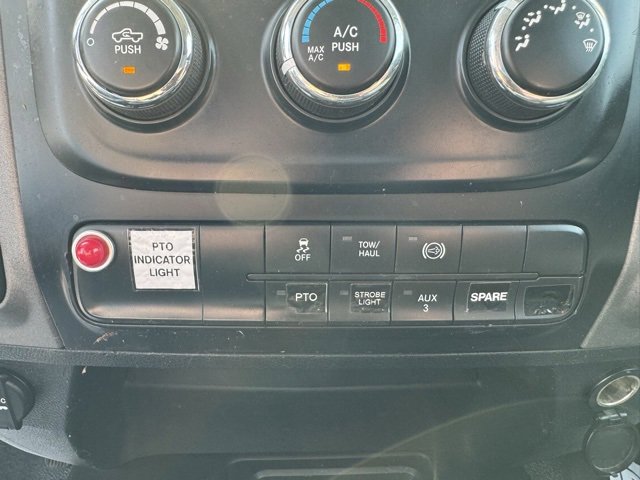 PUSH
A/C
PUSH
MAX
A/C
PTO
INDICATOR
LIGHT
OFF
TOW/
HAUL
PTO
STROBE
LIGHT
AUX
3
SPARE